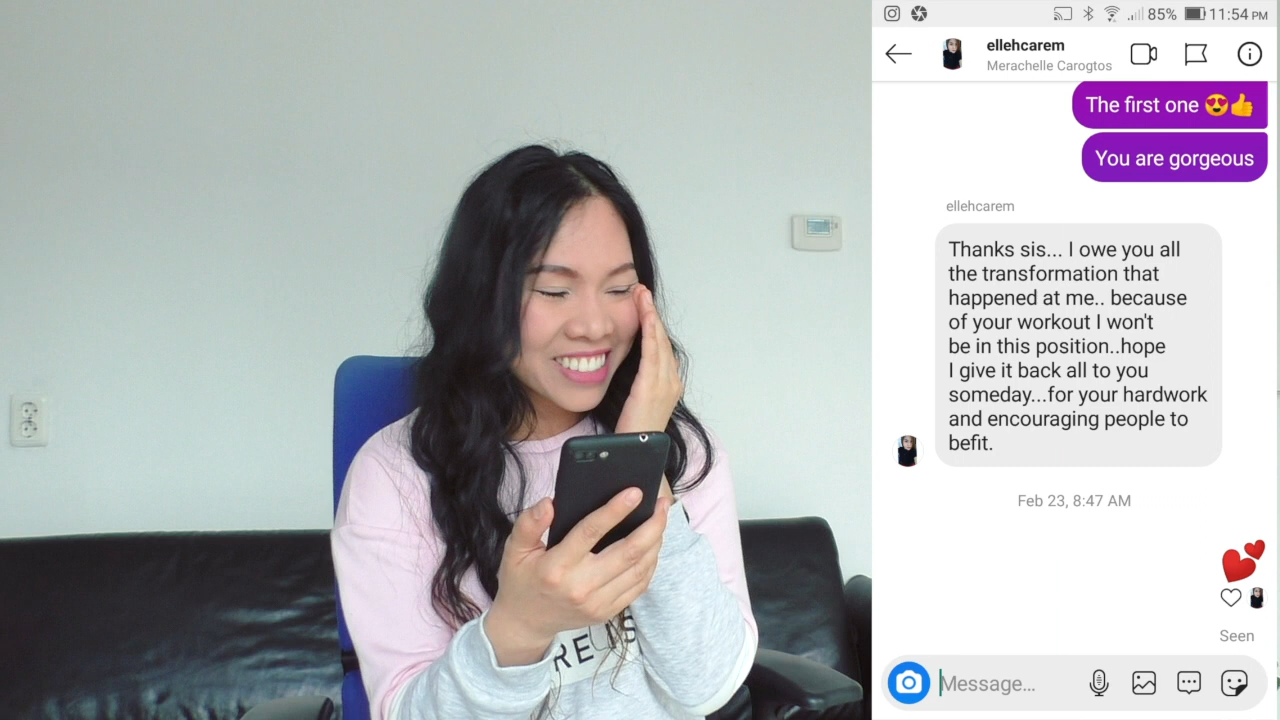 85% 11:54 PM
ellehcarem
Merachelle Carogtos
The first one 😍👍
You are gorgeous
ellehcarem
Thanks sis... I owe you all
the transformation that
happened at me.. because
of your workout I won't
be in this position..hope
I give it back all to you
someday...for your hardwork
and encouraging people to
befit.
Feb 23, 8:47 AM
💕
Seen
Message...